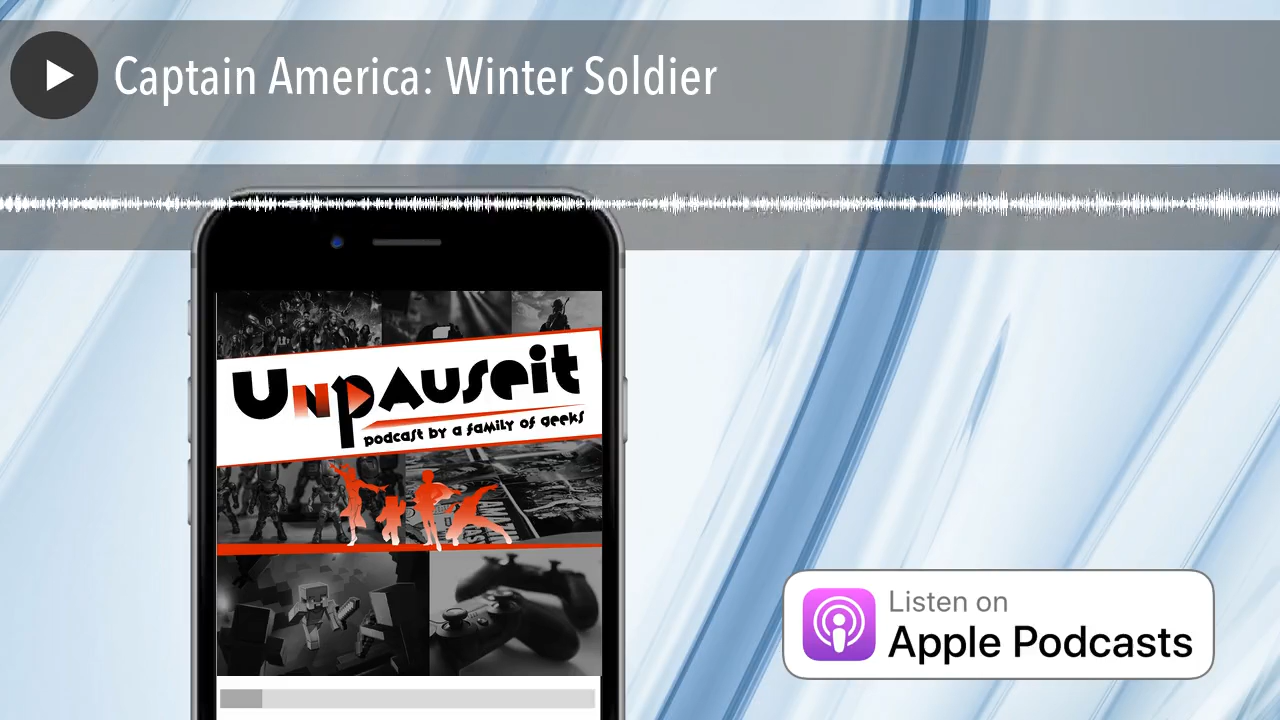 Captain America: Winter Soldier
Unpauseit
podcast by a family of geeks
Listen on
Apple Podcasts